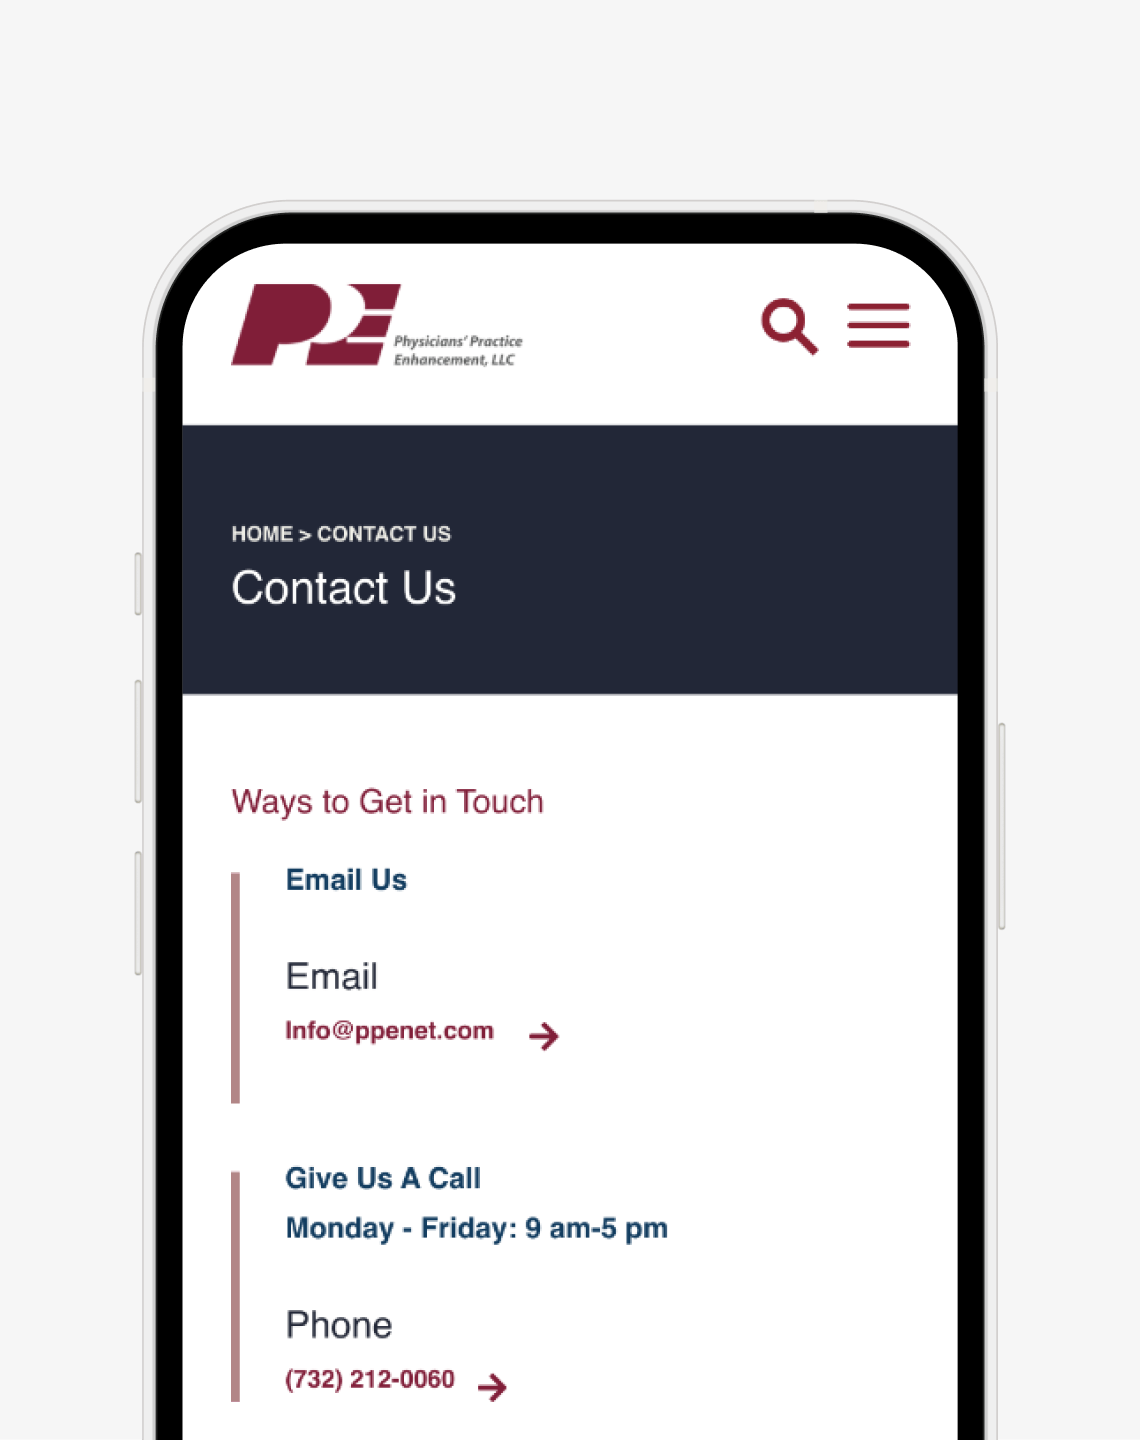 PPE
Physicians' Practice
Enhancement, LLC
HOME > CONTACT US
Contact Us
Ways to Get in Touch
Email Us
Email
Info@ppenet.com
Give Us A Call
Monday - Friday: 9 am-5 pm
Phone
(732) 212-0060